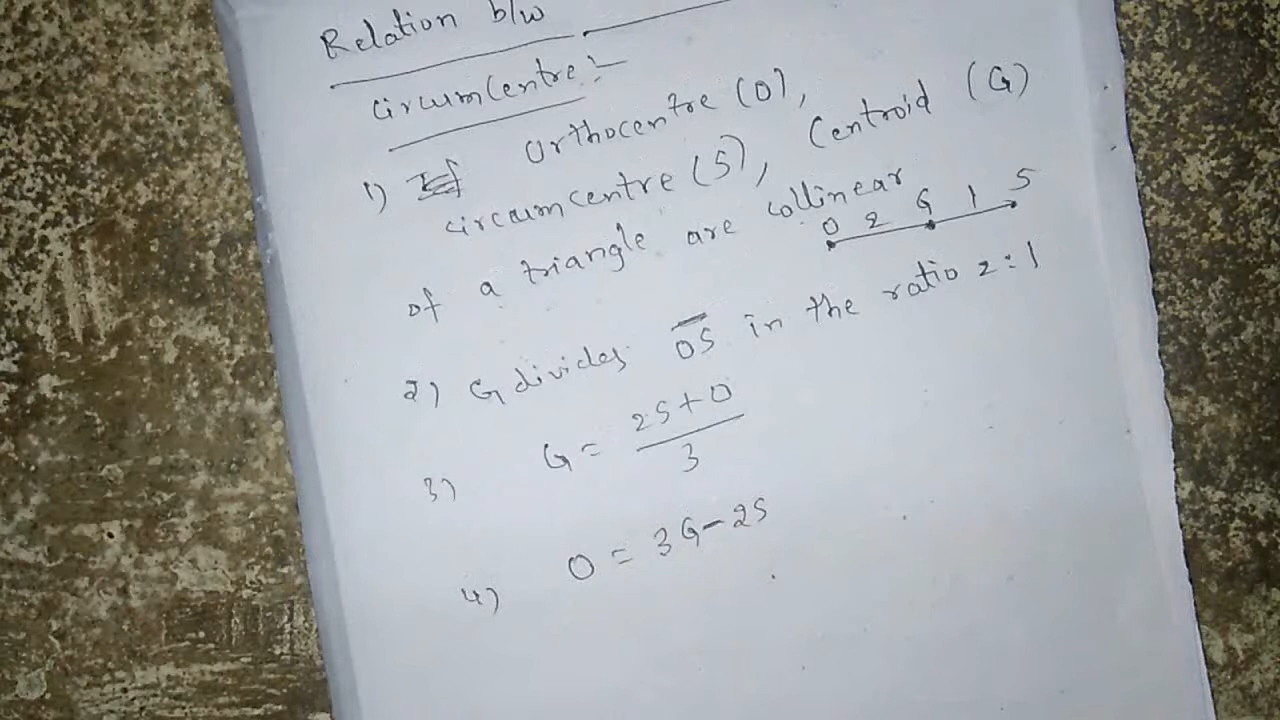 Relation b/w
circumcentre :-
1) If Orthocentre (O),
circumcentre (S), Centroid (G)
of a triangle are collinear
O 2 G 1 S
2) G divides OS in the ratio 2:1
3) G = 2S+O / 3
4) O = 3G-2S